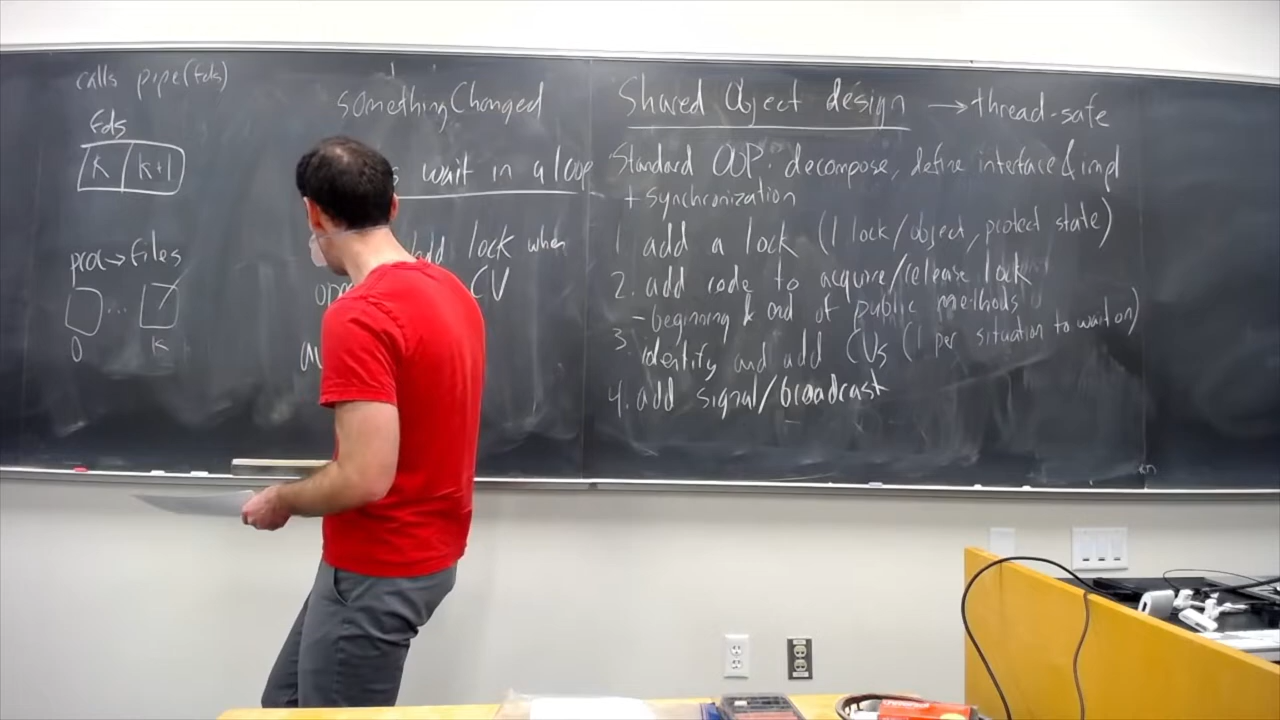 calls pipe(fds)
fds
k k+1
proc→files
...
0 k
somethingChanged
wait in a loop
add lock when
CV
Shared Object design → thread-safe
Standard OOP: decompose, define interface & impl
+ synchronization
1. add a lock (1 lock/object, protect state)
2. add code to acquire/release lock
- beginning & end of public methods
3. identify and add CVs (1 per situation to wait on)
4. add signal/broadcast